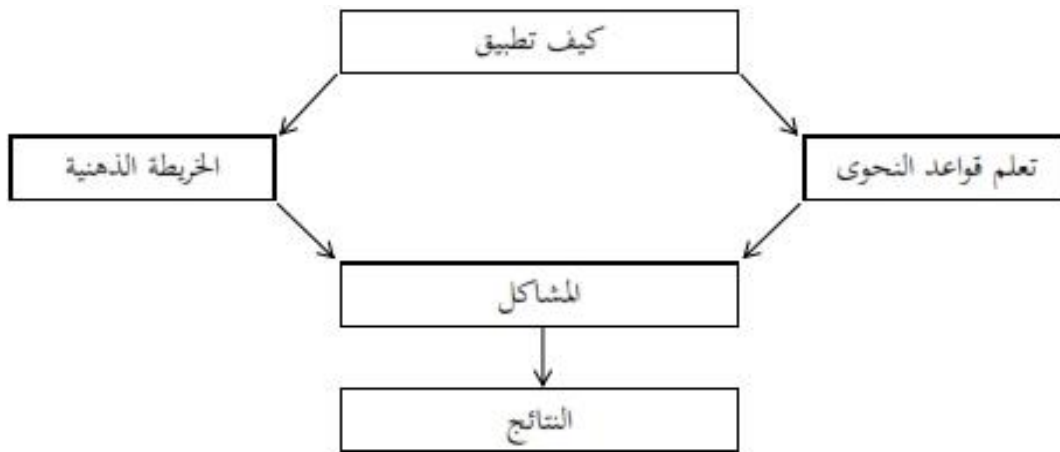 كيف تطبيق
تعلم قواعد النحوى
الخريطة الذهنية
المشاكل
النتائج